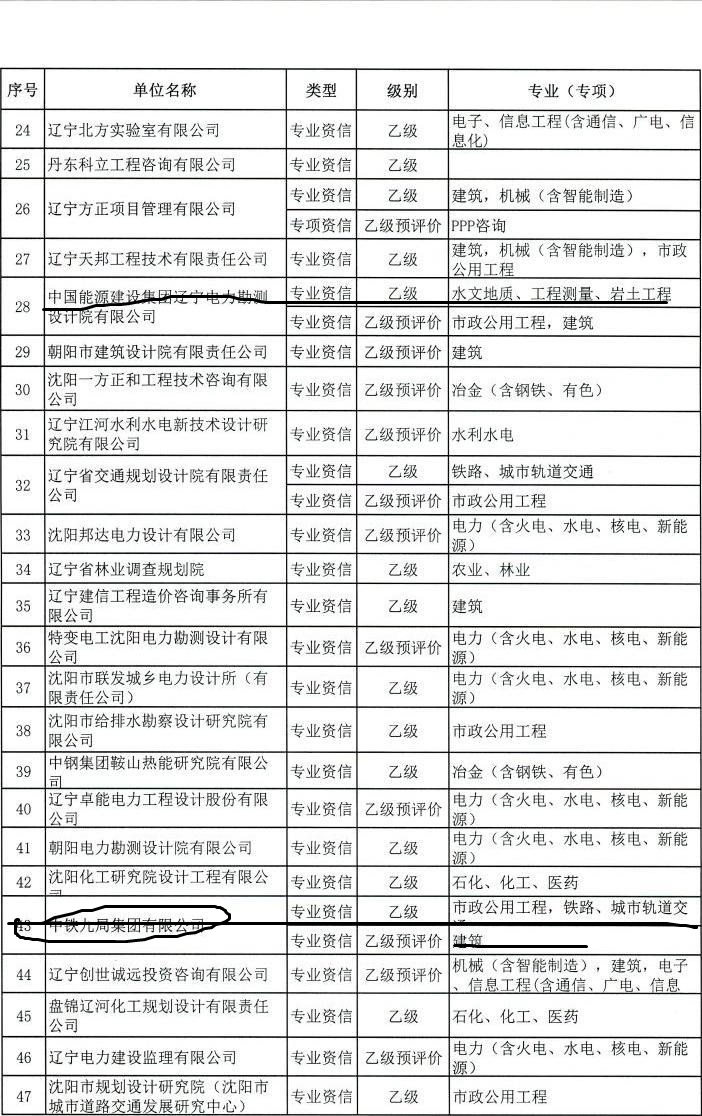 序号 单位名称 类型 级别 专业（专项）
24 辽宁北方实验室有限公司 专业资信 乙级 电子、信息工程(含通信、广电、信
息化)
25 丹东科立工程咨询有限公司 专业资信 乙级
26 辽宁方正项目管理有限公司 专业资信 乙级 建筑，机械（含智能制造）
专项资信 乙级预评价 PPP咨询
27 辽宁天邦工程技术有限责任公司 专业资信 乙级 建筑，机械（含智能制造），市政
公用工程
28 中国能源建设集团辽宁电力勘测 专业资信 乙级 水文地质、工程测量、岩土工程
设计院有限公司 专业资信 乙级预评价 市政公用工程，建筑
29 朝阳市建筑设计院有限责任公司 专业资信 乙级预评价 建筑
30 沈阳一方正和工程技术咨询有限 专业资信 乙级预评价 冶金（含钢铁、有色）
公司
31 辽宁江河水利水电新技术设计研 专业资信 乙级预评价 水利水电
究院有限公司
32 辽宁省交通规划设计院有限责任 专业资信 乙级 铁路、城市轨道交通
公司 专业资信 乙级预评价 市政公用工程
33 沈阳邦达电力设计有限公司 专业资信 乙级预评价 电力（含火电、水电、核电、新能
源）
34 辽宁省林业调查规划院 专业资信 乙级 农业、林业
35 辽宁建信工程造价咨询事务所有 专业资信 乙级 建筑
限公司
36 特变电工沈阳电力勘测设计有限 专业资信 乙级预评价 电力（含火电、水电、核电、新能
公司 源）
37 沈阳市联发城乡电力设计所（有 专业资信 乙级 电力（含火电、水电、核电、新能
限责任公司） 源）
38 沈阳市给排水勘察设计研究院有 专业资信 乙级 市政公用工程
限公司
39 中钢集团鞍山热能研究院有限公 专业资信 乙级 冶金（含钢铁、有色）
司
40 辽宁卓能电力工程设计股份有限 专业资信 乙级预评价 电力（含火电、水电、核电、新能
公司 源）
41 朝阳电力勘测设计院有限公司 专业资信 乙级 电力（含火电、水电、核电、新能
源）
42 沈阳化工研究院设计工程有限公 专业资信 乙级 石化、化工、医药
司
43 中铁九局集团有限公司 专业资信 乙级 市政公用工程，铁路、城市轨道交
专业资信 乙级预评价 建筑
44 辽宁创世诚远投资咨询有限公司 专业资信 乙级预评价 机械（含智能制造），建筑，电子
、信息工程(含通信、广电、信息
45 盘锦辽河化工规划设计有限责任 专业资信 乙级 石化、化工、医药
公司
46 辽宁电力建设监理有限公司 专业资信 乙级预评价 电力（含火电、水电、核电、新能
源）
47 沈阳市规划设计研究院（沈阳市 专业资信 乙级 市政公用工程
城市道路交通发展研究中心）